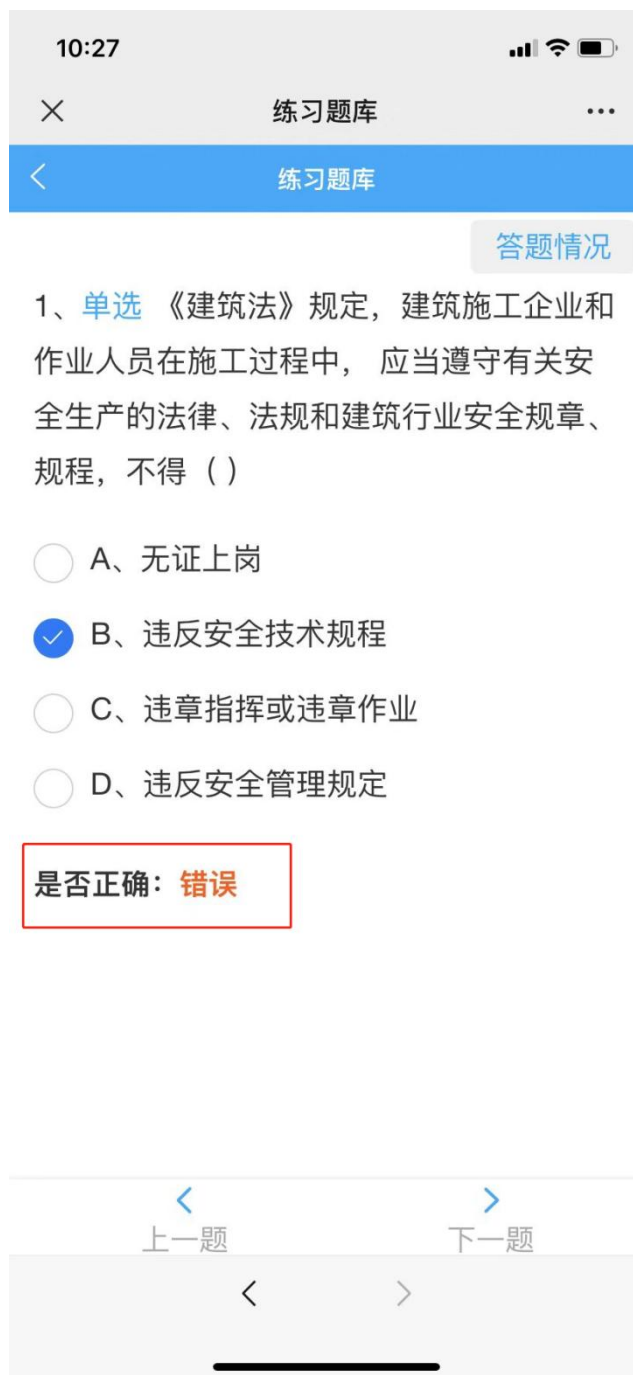 10:27
练习题库
练习题库
答题情况
1、单选 《建筑法》规定，建筑施工企业和
作业人员在施工过程中， 应当遵守有关安
全生产的法律、法规和建筑行业安全规章、
规程，不得（ ）
A、无证上岗
B、违反安全技术规程
C、违章指挥或违章作业
D、违反安全管理规定
是否正确：错误
上一题
下一题